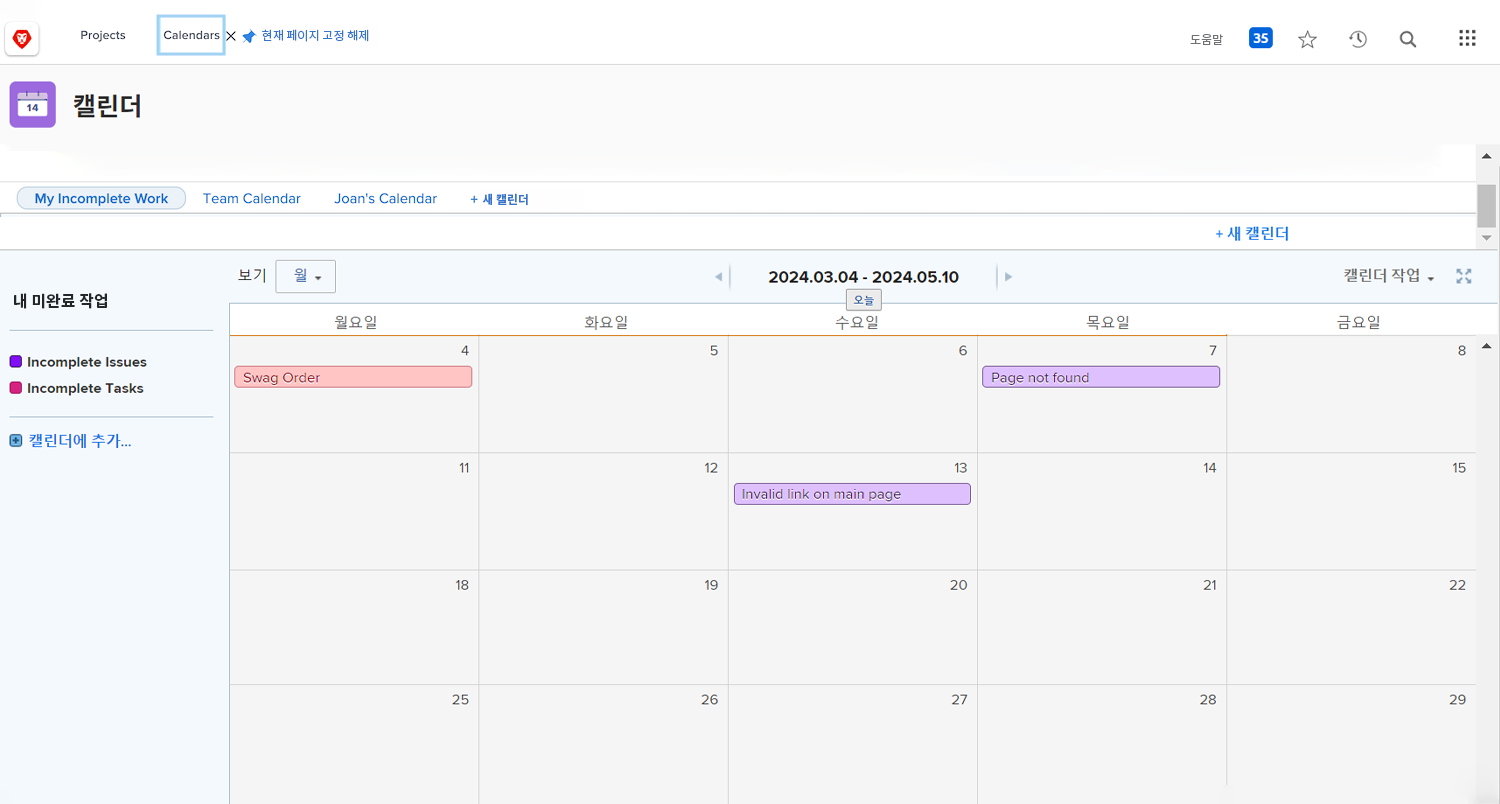 Projects Calendars 현재 페이지 고정 해제 도움말 35
14 캘린더
My Incomplete Work Team Calendar Joan's Calendar + 새 캘린더
+ 새 캘린더
보기 월 2024.03.04 - 2024.05.10 캘린더 작업
오늘
내 미완료 작업
월요일 화요일 수요일 목요일 금요일
Incomplete Issues
Incomplete Tasks
캘린더에 추가...
4 5 6 7 8
Swag Order Page not found
11 12 13 14 15
Invalid link on main page
18 19 20 21 22
25 26 27 28 29